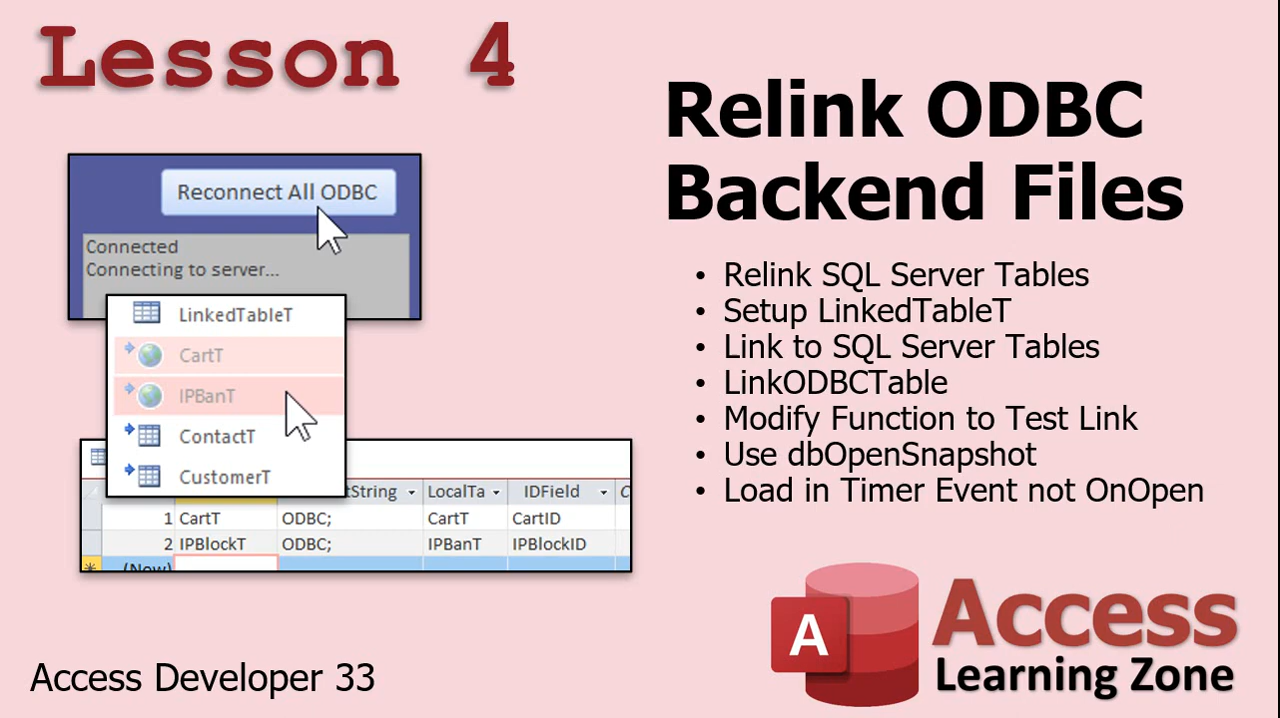 Lesson 4
Relink ODBC
Backend Files
Reconnect All ODBC
Connected
Connecting to server...
LinkedTableT
CartT
IPBanT
ContactT
CustomerT
tString LocalTa IDField
1 CartT ODBC; CartT CartID
2 IPBlockT ODBC; IPBanT IPBlockID
(New)
• Relink SQL Server Tables
• Setup LinkedTableT
• Link to SQL Server Tables
• LinkODBCTable
• Modify Function to Test Link
• Use dbOpenSnapshot
• Load in Timer Event not OnOpen
Access Developer 33
A
Access
Learning Zone